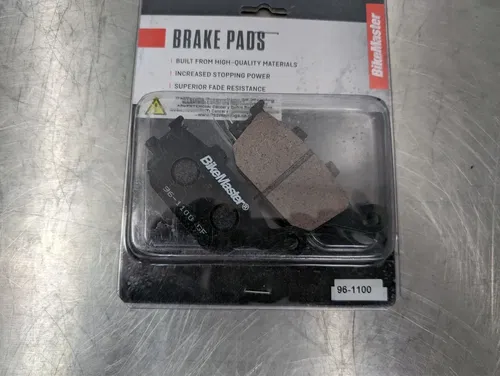 BRAKE PADS
BUILT FROM HIGH-QUALITY MATERIALS
INCREASED STOPPING POWER
SUPERIOR FADE RESISTANCE
BikeMaster
BikeMaster®
96-1100 GF
96-1100